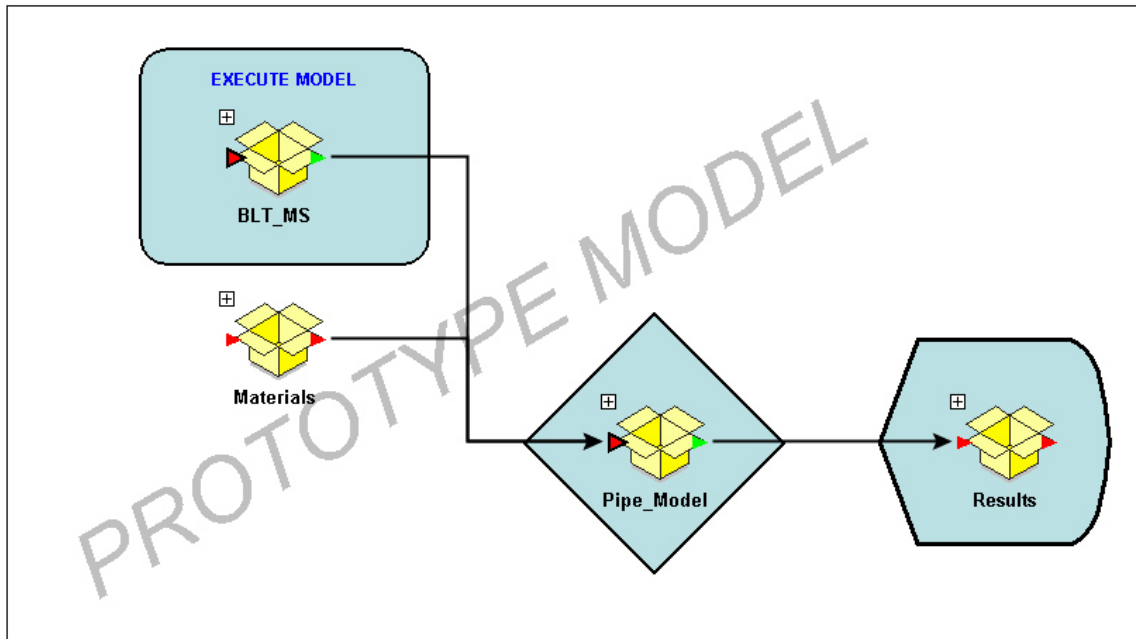 EXECUTE MODEL
BLT_MS
Materials
PROTOTYPE MODEL
Pipe_Model
Results